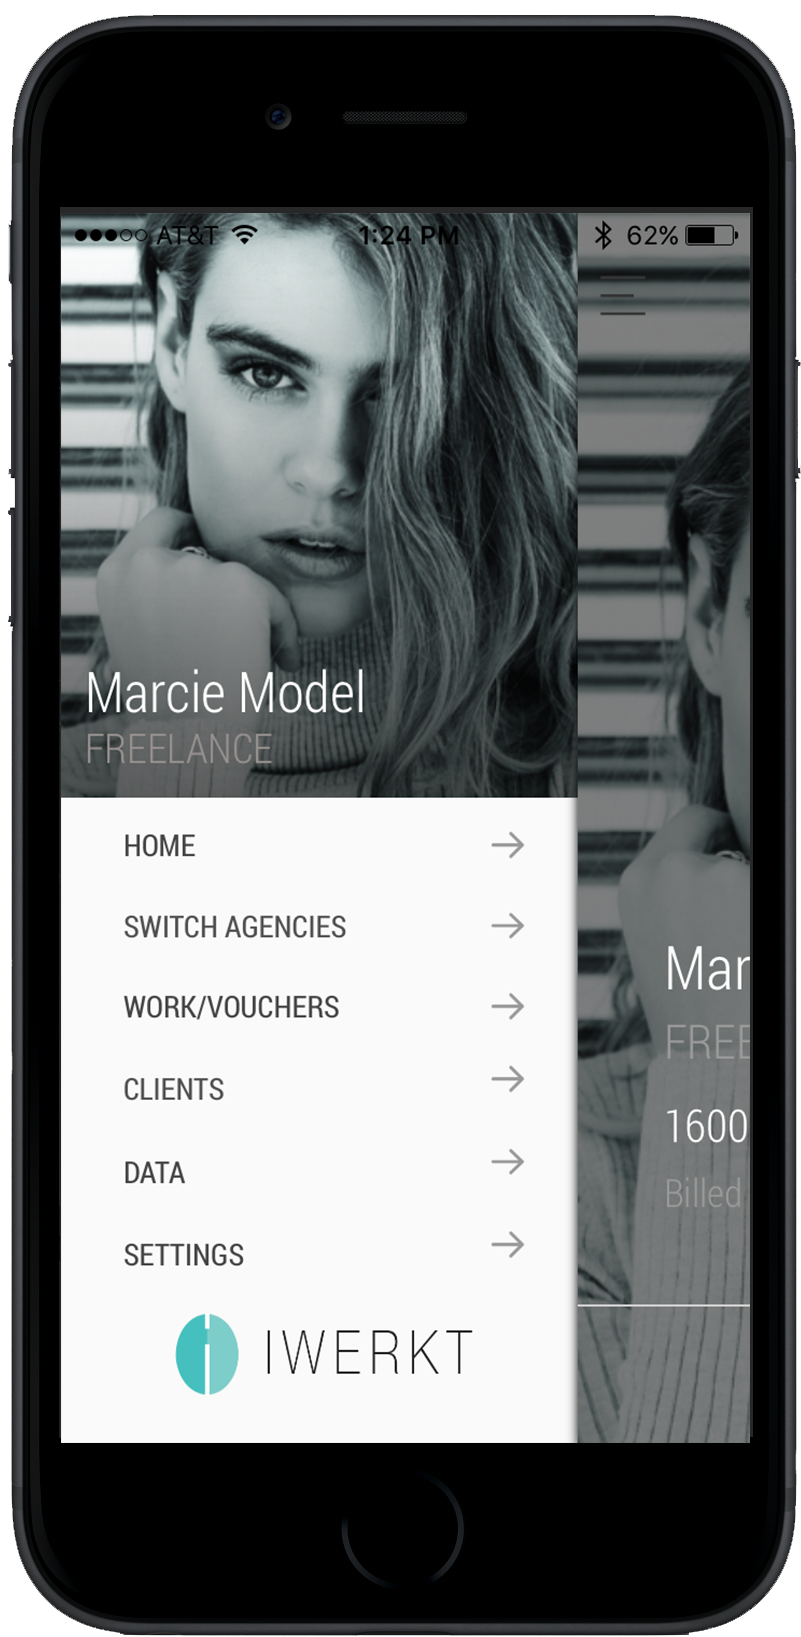 AT&T 1:24 PM 62%
Marcie Model
FREELANCE
HOME
SWITCH AGENCIES
WORK/VOUCHERS
CLIENTS
DATA
SETTINGS
IWERKT
Mar
FREE
1600
Billed